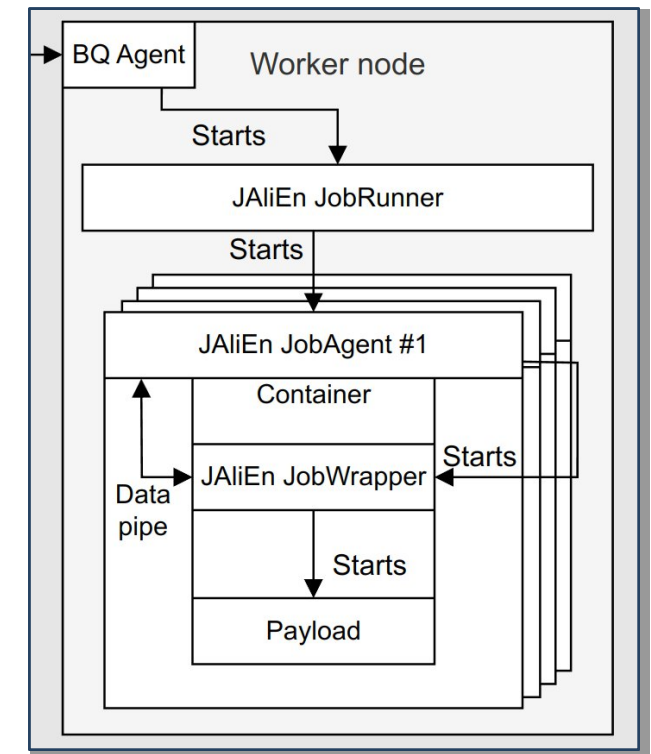 BQ Agent
Worker node
Starts
JAliEn JobRunner
Starts
JAliEn JobAgent #1
Container
JAliEn JobWrapper
Starts
Data
pipe
Starts
Payload